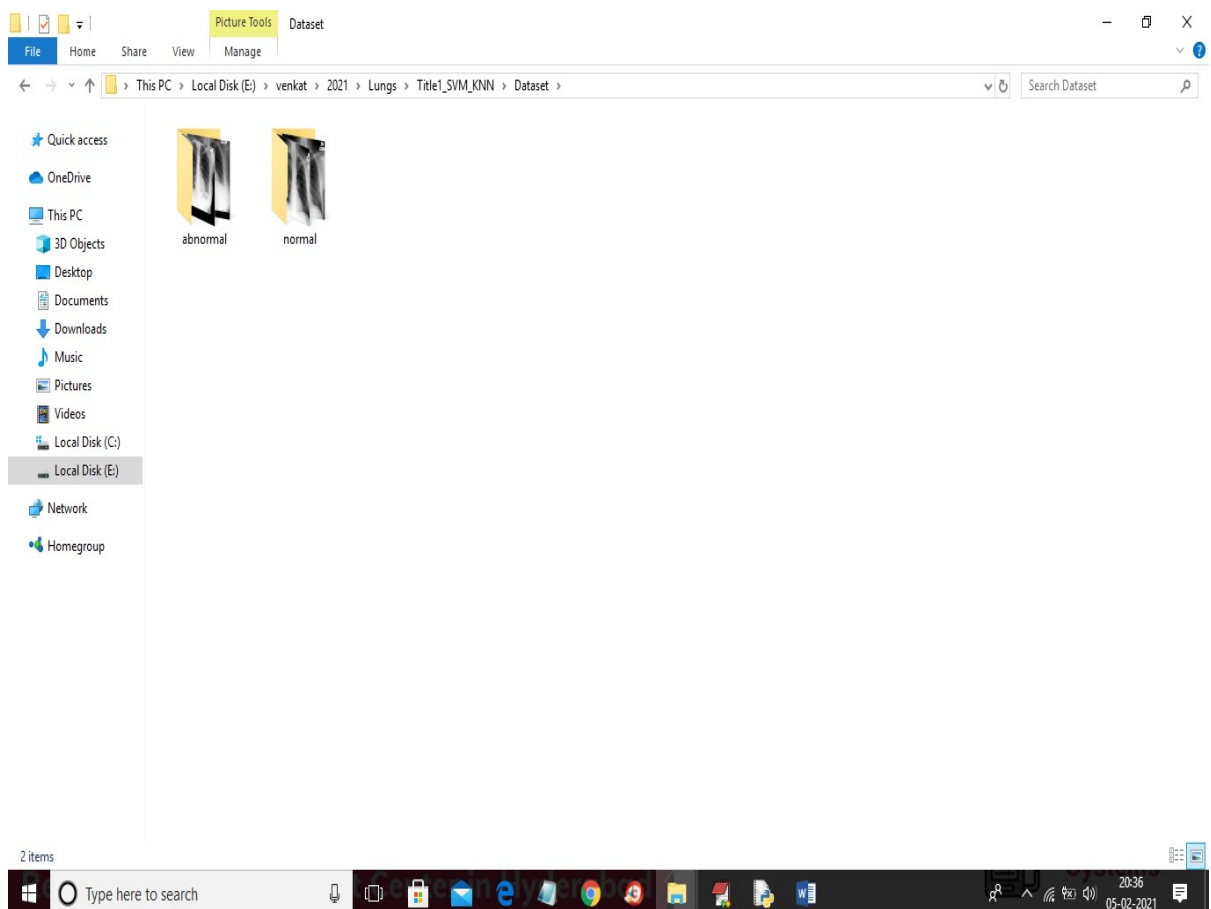 Picture Tools Dataset
File Home Share View Manage
This PC > Local Disk (E:) > venkat > 2021 > Lungs > Title1_SVM_KNN > Dataset >
Search Dataset
Quick access
OneDrive
This PC
3D Objects
Desktop
Documents
Downloads
Music
Pictures
Videos
Local Disk (C:)
Local Disk (E:)
Network
Homegroup
abnormal normal
2 items
Type here to search
20:36
05-02-2021